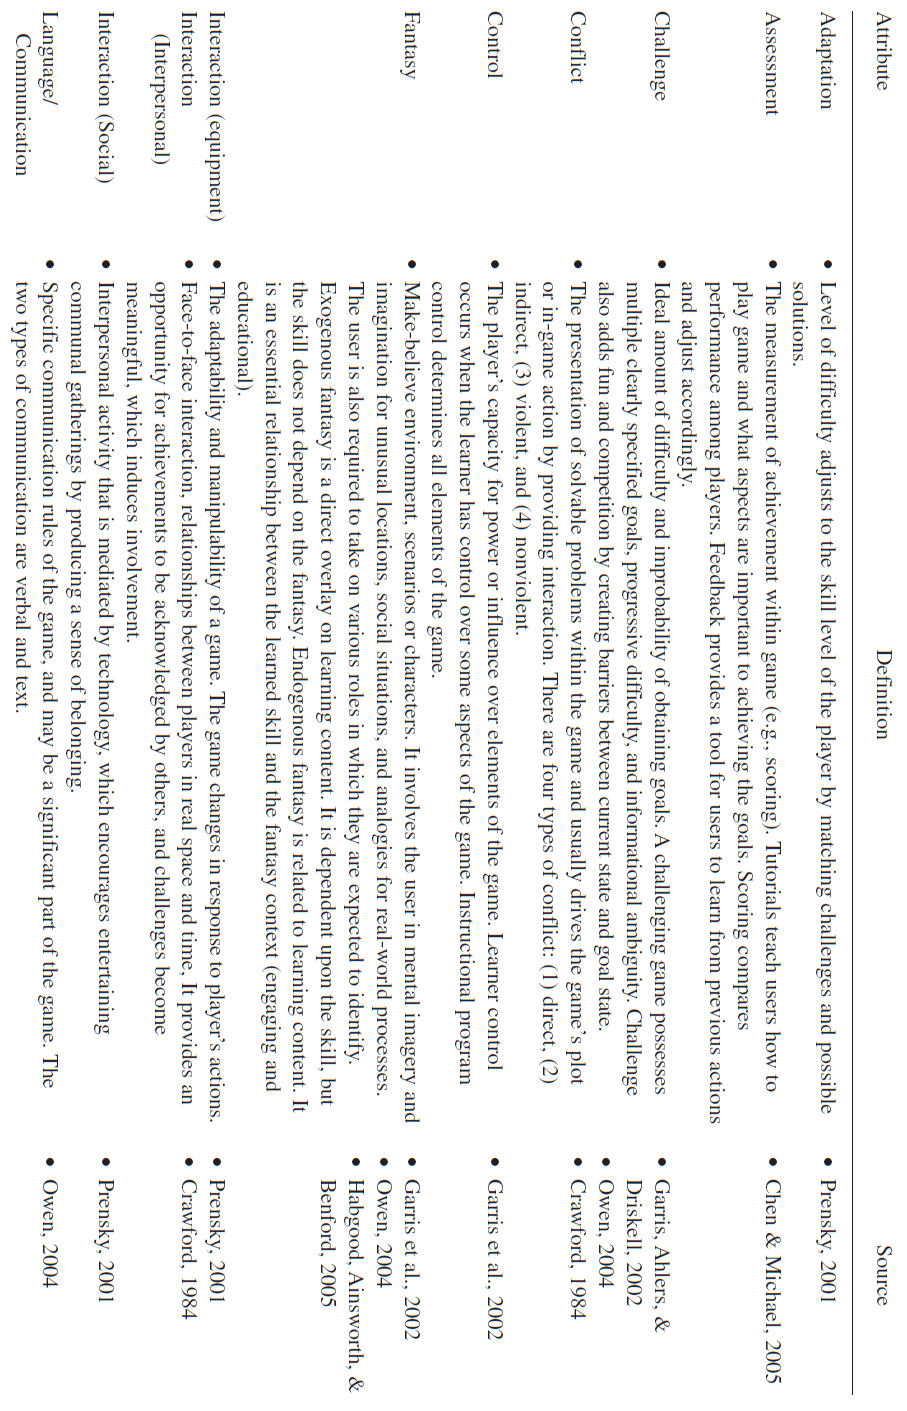 Attribute Definition Source
Adaptation • Level of difficulty adjusts to the skill level of the player by matching challenges and possible • Prensky, 2001
solutions.
Assessment • The measurement of achievement within game (e.g., scoring). Tutorials teach users how to • Chen & Michael, 2005
play game and what aspects are important to achieving the goals. Scoring compares
performance among players. Feedback provides a tool for users to learn from previous actions
and adjust accordingly.
Challenge • Ideal amount of difficulty and improbability of obtaining goals. A challenging game possesses • Garris, Ahlers, &
multiple clearly specified goals, progressive difficulty, and informational ambiguity. Challenge Driskell, 2002
also adds fun and competition by creating barriers between current state and goal state. • Owen, 2004
Conflict • The presentation of solvable problems within the game and usually drives the game's plot • Crawford, 1984
or in-game action by providing interaction. There are four types of conflict: (1) direct, (2)
indirect, (3) violent, and (4) nonviolent.
Control • The player's capacity for power or influence over elements of the game. Learner control • Garris et al., 2002
occurs when the learner has control over some aspects of the game. Instructional program
control determines all elements of the game.
Fantasy • Make-believe environment, scenarios or characters. It involves the user in mental imagery and • Garris et al., 2002
imagination for unusual locations, social situations, and analogies for real-world processes. • Owen, 2004
The user is also required to take on various roles in which they are expected to identify. • Habgood, Ainsworth, &
Exogenous fantasy is a direct overlay on learning content. It is dependent upon the skill, but Benford, 2005
the skill does not depend on the fantasy. Endogenous fantasy is related to learning content. It
is an essential relationship between the learned skill and the fantasy context (engaging and
educational).
Interaction (equipment) • The adaptability and manipulability of a game. The game changes in response to player's actions. • Prensky, 2001
Interaction • Face-to-face interaction, relationships between players in real space and time, It provides an • Crawford, 1984
(Interpersonal) opportunity for achievements to be acknowledged by others, and challenges become
meaningful, which induces involvement.
Interaction (Social) • Interpersonal activity that is mediated by technology, which encourages entertaining • Prensky, 2001
communal gatherings by producing a sense of belonging.
Language/ • Specific communication rules of the game, and may be a significant part of the game. The • Owen, 2004
Communication two types of communication are verbal and text.